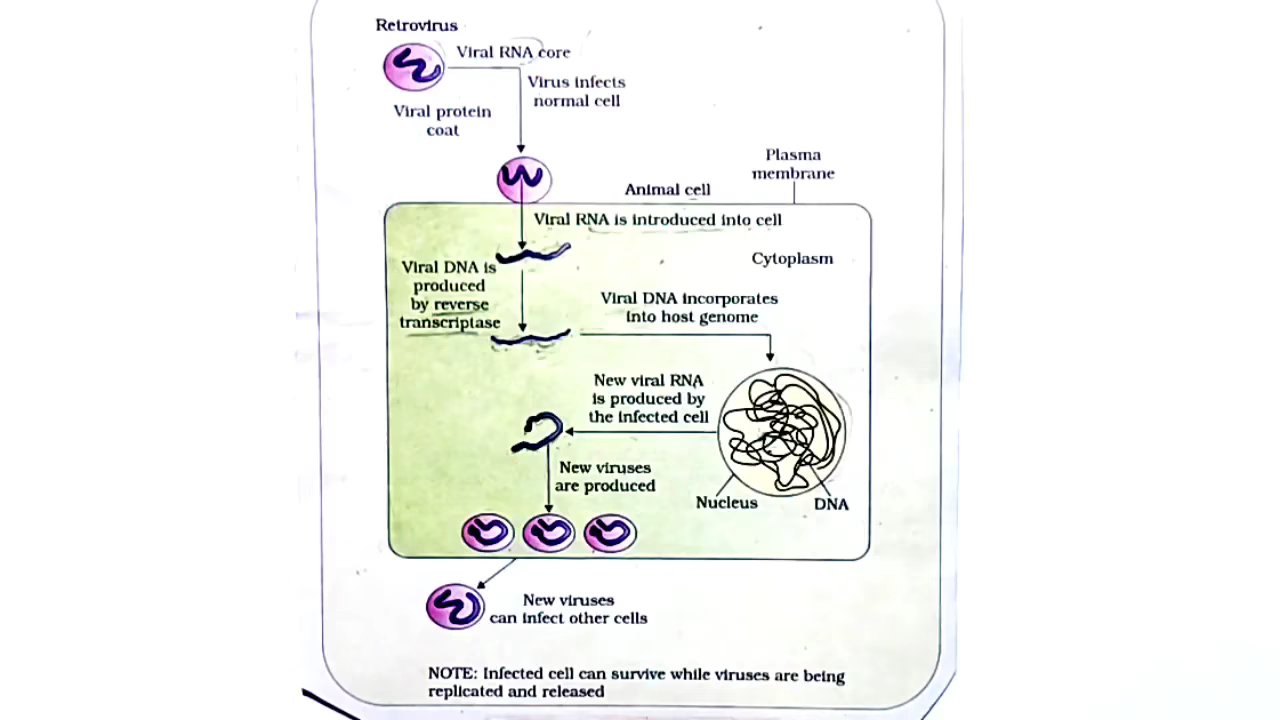 Retrovirus
Viral RNA core
Virus infects
normal cell
Viral protein
coat
Plasma
membrane
Animal cell
Viral RNA is introduced into cell
Cytoplasm
Viral DNA is
produced
by reverse
transcriptase
Viral DNA incorporates
into host genome
New viral RNA
is produced by
the infected cell
New viruses
are produced
Nucleus
DNA
New viruses
can infect other cells
NOTE: Infected cell can survive while viruses are being
replicated and released